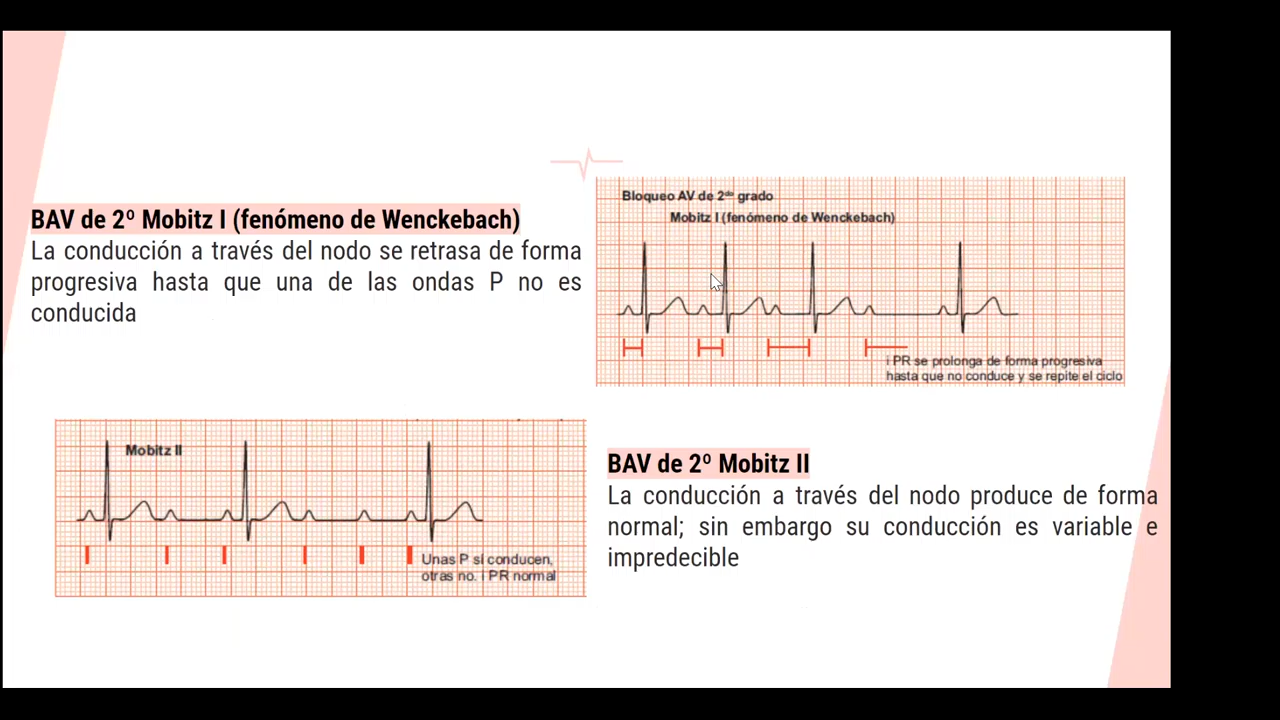 BAV de 2º Mobitz I (fenómeno de Wenckebach)
La conducción a través del nodo se retrasa de forma
progresiva hasta que una de las ondas P no es
conducida
Bloqueo AV de 2do grado
Mobitz I (fenómeno de Wenckebach)
i PR se prolonga de forma progresiva
hasta que no conduce y se repite el ciclo
Mobitz II
Unas P sí conducen,
otras no. i PR normal
BAV de 2º Mobitz II
La conducción a través del nodo produce de forma
normal; sin embargo su conducción es variable e
impredecible